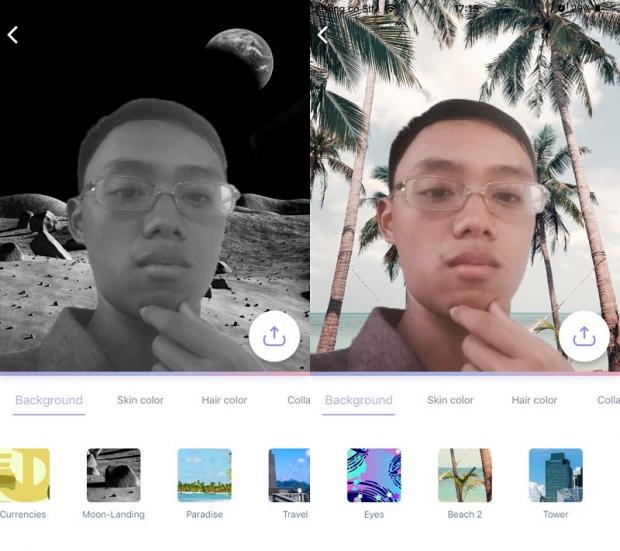 17:15
Background Skin color Hair color Colla
Background Skin color Hair color Colla
Currencies Moon-Landing Paradise Travel
Eyes Beach 2 Tower